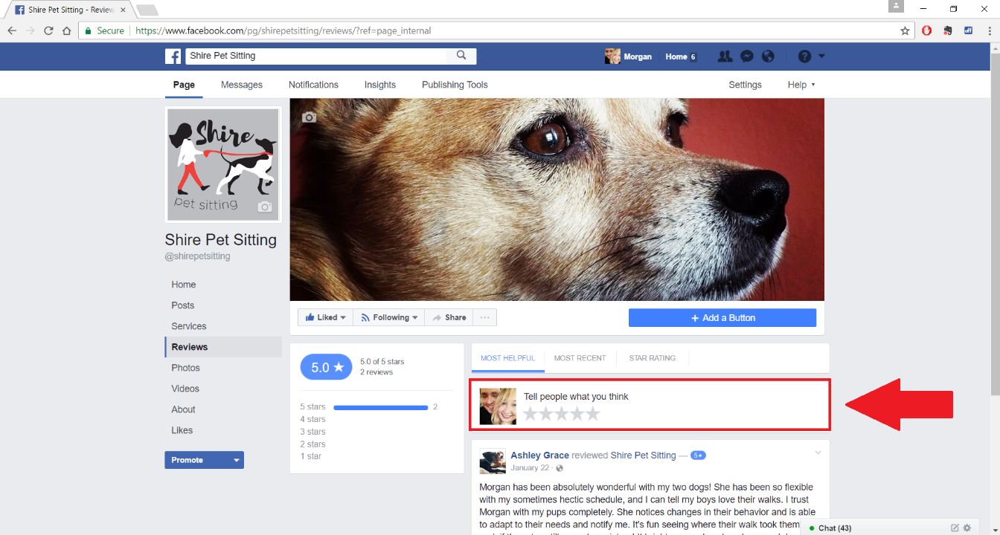 Shire Pet Sitting - Review
Secure https://www.facebook.com/pg/shirepetsitting/reviews/?ref=page_internal
off
Shire Pet Sitting
Morgan Home 6
Page Messages Notifications Insights Publishing Tools Settings Help
Shire
pet sitting
Shire Pet Sitting
@shirepetsitting
Home
Posts
Services
Reviews
Photos
Videos
About
Likes
Promote
Liked Following Share ... + Add a Button
5.0 ★
5.0 of 5 stars
2 reviews
5 stars 2
4 stars
3 stars
2 stars
1 star
MOST HELPFUL MOST RECENT STAR RATING
Tell people what you think
Ashley Grace reviewed Shire Pet Sitting — 5★
January 22 ·
Morgan has been absolutely wonderful with my two dogs! She has been so flexible
with my sometimes hectic schedule, and I can tell my boys love their walks. I trust
Morgan with my pups completely. She notices changes in their behavior and is able
to adapt to their needs and notify me. It's fun seeing where their walk took them
Chat (43)